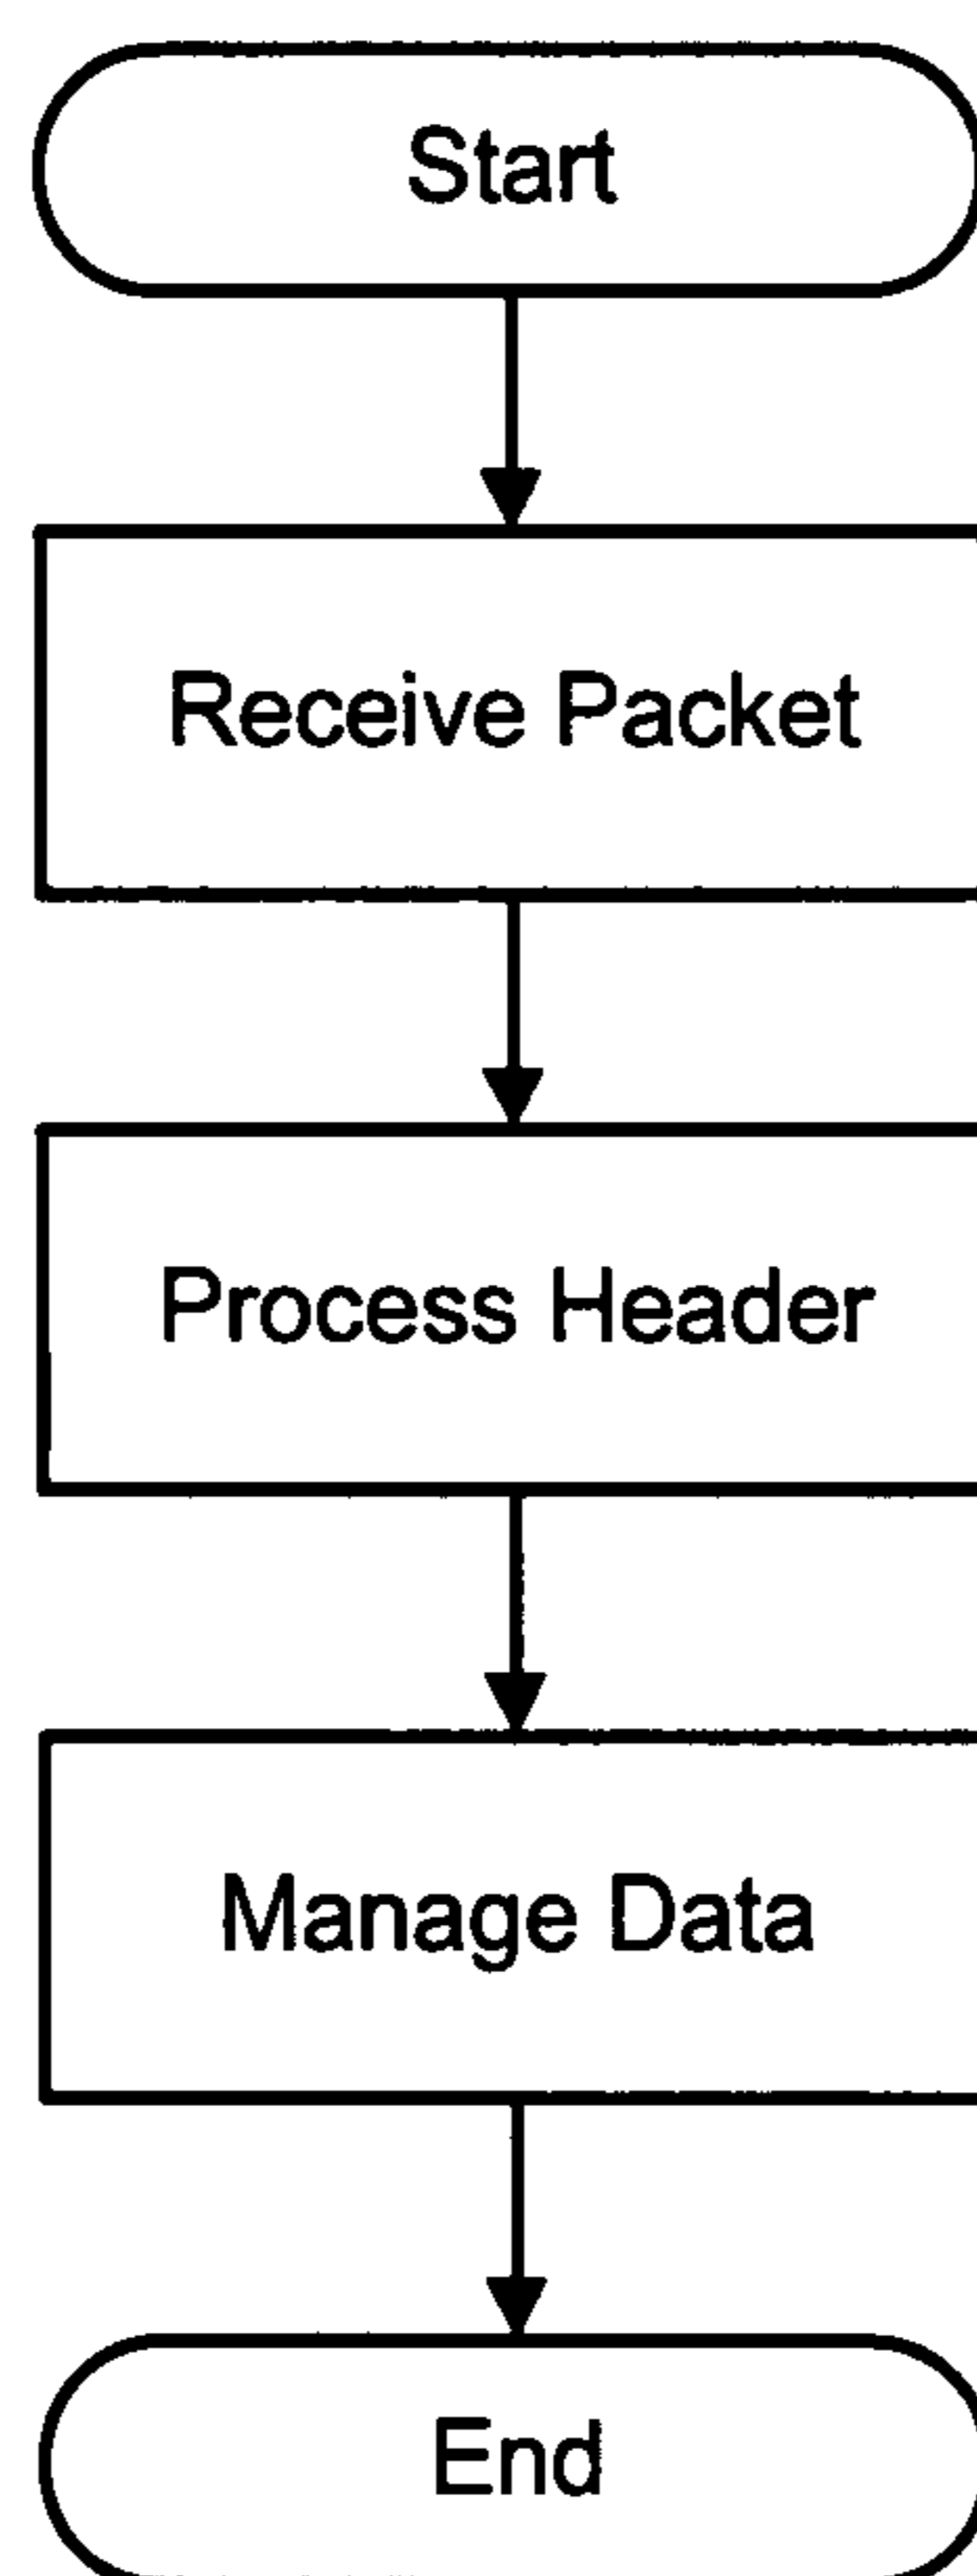 Start
Receive Packet
Process Header
Manage Data
End